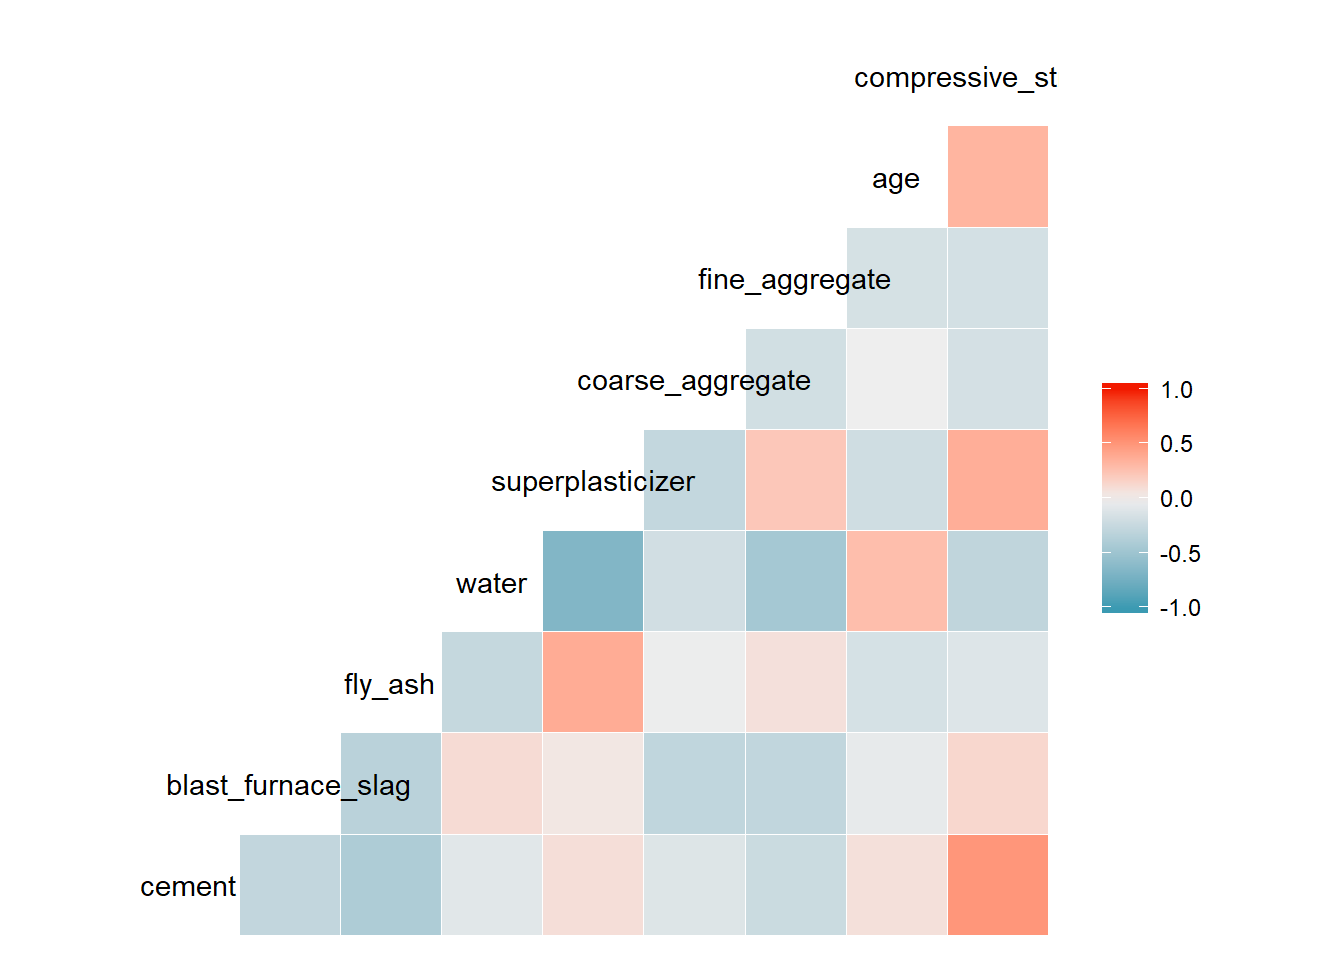 compressive_st
age
fine_aggregate
coarse_aggregate
superplasticizer
water
fly_ash
blast_furnace_slag
cement
1.0
0.5
0.0
-0.5
-1.0